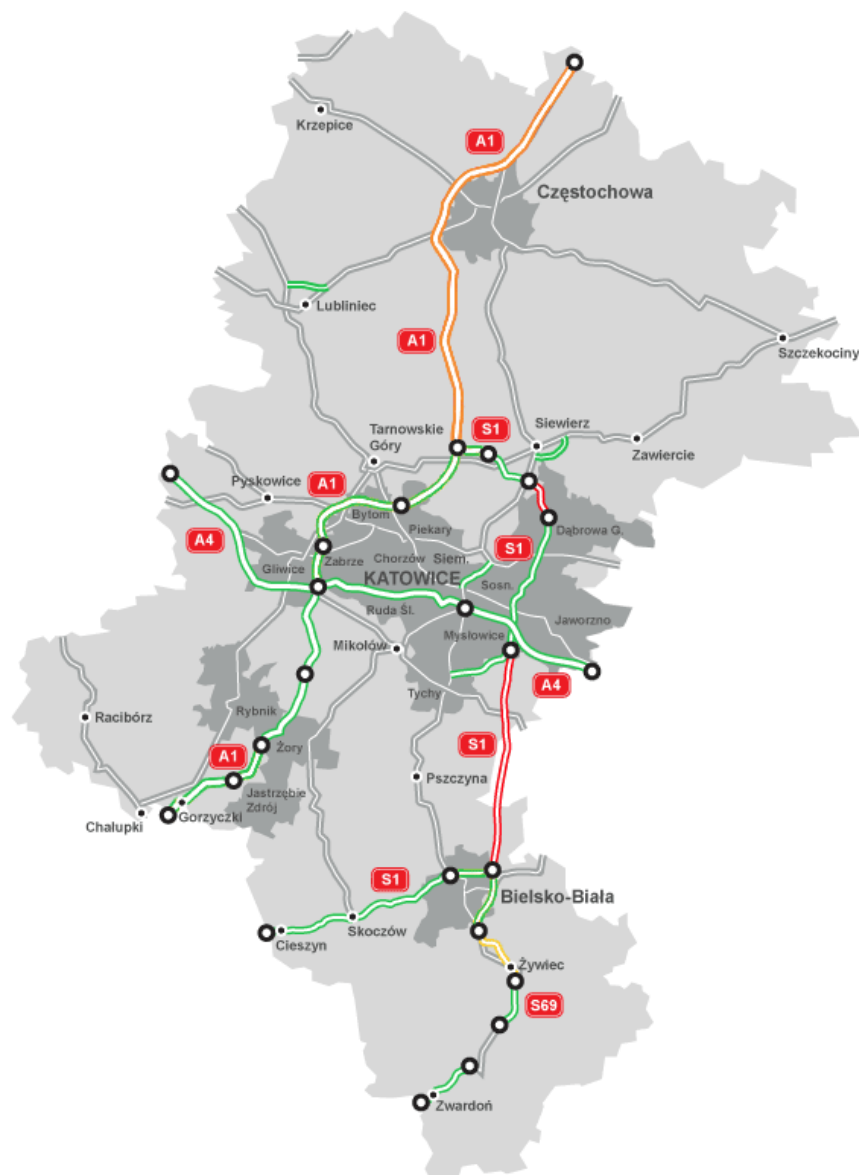 Krzepice
A1
Częstochowa
Lubliniec
A1
Szczekociny
Tarnowskie
Góry
S1
Siewierz
Zawiercie
Pyskowice
A1
Bytom
Piekary
Dąbrowa G.
A4
S1
Gliwice
Zabrze
Chorzów
Siem.
KATOWICE
Sosn.
Ruda Śl.
Jaworzno
Mikołów
Mysłowice
A4
Tychy
Racibórz
Rybnik
S1
A1
Żory
Pszczyna
Jastrzębie
Zdrój
Chałupki
Gorzyczki
S1
Bielsko-Biała
Cieszyn
Skoczów
Żywiec
S69
Zwardoń